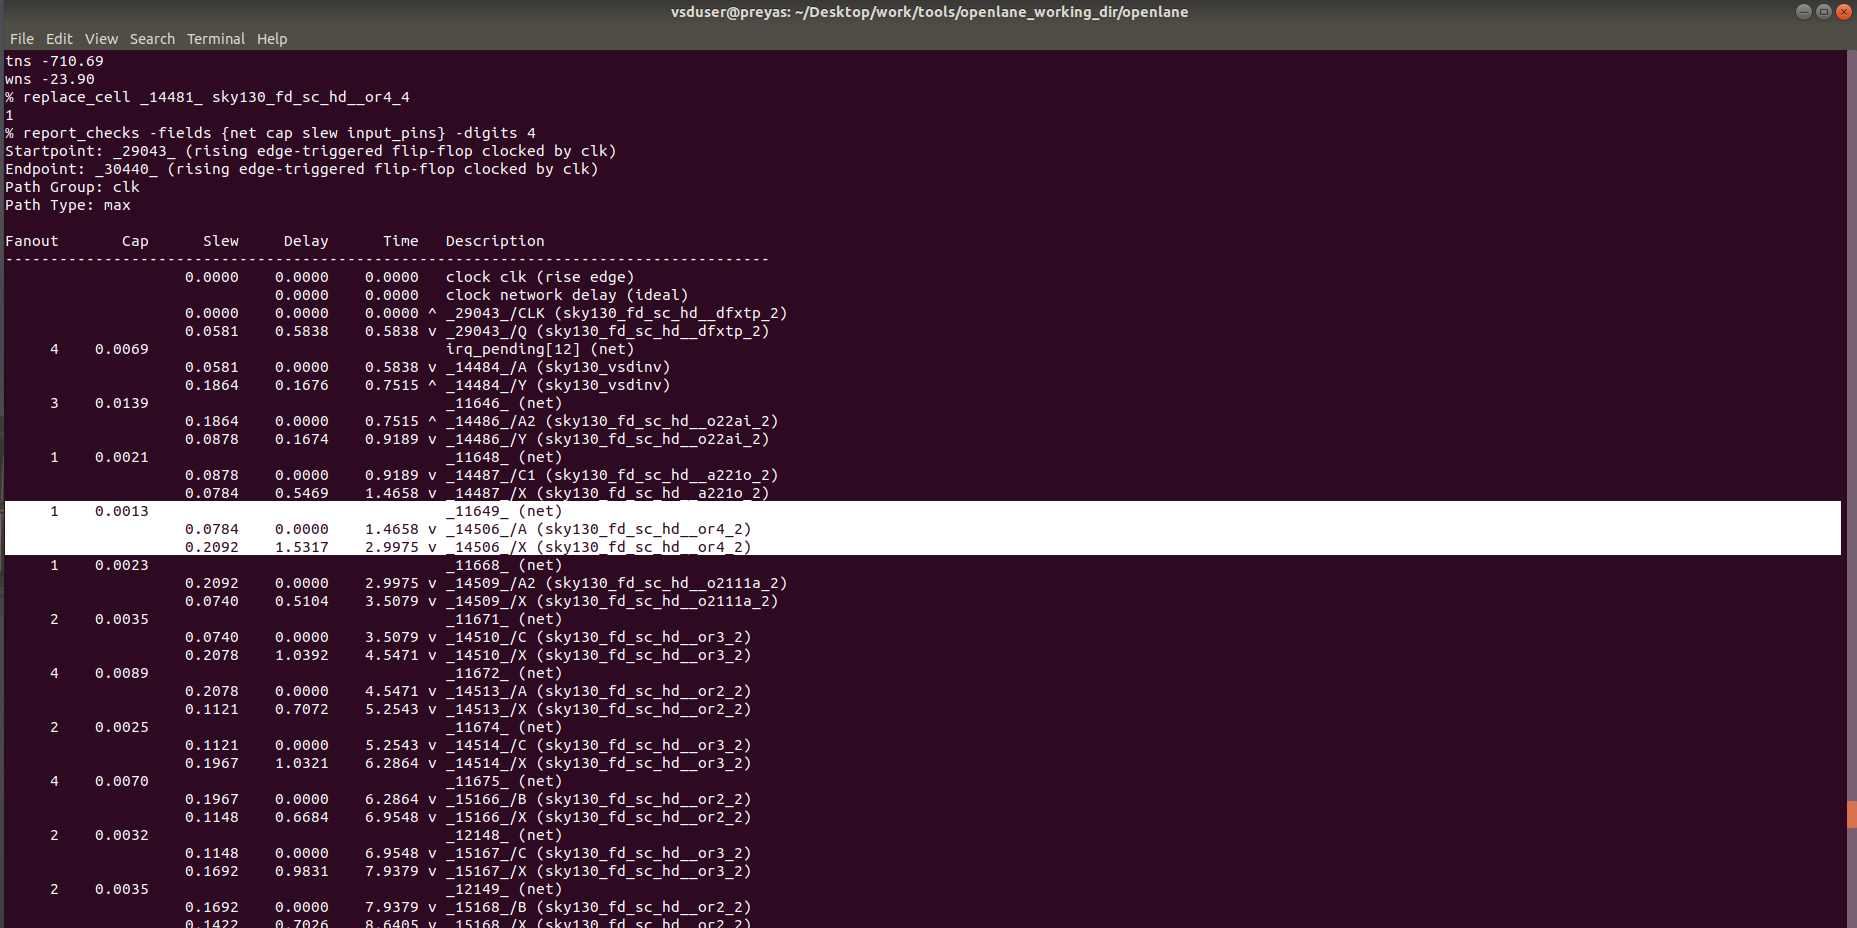 vsduser@preyas: ~/Desktop/work/tools/openlane_working_dir/openlane
File Edit View Search Terminal Help
tns -710.69
wns -23.90
% replace_cell _14481_ sky130_fd_sc_hd__or4_4
1
% report_checks -fields {net cap slew input_pins} -digits 4
Startpoint: _29043_ (rising edge-triggered flip-flop clocked by clk)
Endpoint: _30440_ (rising edge-triggered flip-flop clocked by clk)
Path Group: clk
Path Type: max
Fanout Cap Slew Delay Time Description
-------------------------------------------------------------------------------------
0.0000 0.0000 0.0000 clock clk (rise edge)
0.0000 0.0000 clock network delay (ideal)
0.0000 0.0000 0.0000 ^ _29043_/CLK (sky130_fd_sc_hd__dfxtp_2)
0.0581 0.5838 0.5838 v _29043_/Q (sky130_fd_sc_hd__dfxtp_2)
4 0.0069 irq_pending[12] (net)
0.0581 0.0000 0.5838 v _14484_/A (sky130_vsdinv)
0.1864 0.1676 0.7515 ^ _14484_/Y (sky130_vsdinv)
3 0.0139 _11646_ (net)
0.1864 0.0000 0.7515 ^ _14486_/A2 (sky130_fd_sc_hd__o22ai_2)
0.0878 0.1674 0.9189 v _14486_/Y (sky130_fd_sc_hd__o22ai_2)
1 0.0021 _11648_ (net)
0.0878 0.0000 0.9189 v _14487_/C1 (sky130_fd_sc_hd__a221o_2)
0.0784 0.5469 1.4658 v _14487_/X (sky130_fd_sc_hd__a221o_2)
1 0.0013 _11649_ (net)
0.0784 0.0000 1.4658 v _14506_/A (sky130_fd_sc_hd__or4_2)
0.2092 1.5317 2.9975 v _14506_/X (sky130_fd_sc_hd__or4_2)
1 0.0023 _11668_ (net)
0.2092 0.0000 2.9975 v _14509_/A2 (sky130_fd_sc_hd__o2111a_2)
0.0740 0.5104 3.5079 v _14509_/X (sky130_fd_sc_hd__o2111a_2)
2 0.0035 _11671_ (net)
0.0740 0.0000 3.5079 v _14510_/C (sky130_fd_sc_hd__or3_2)
0.2078 1.0392 4.5471 v _14510_/X (sky130_fd_sc_hd__or3_2)
4 0.0089 _11672_ (net)
0.2078 0.0000 4.5471 v _14513_/A (sky130_fd_sc_hd__or2_2)
0.1121 0.7072 5.2543 v _14513_/X (sky130_fd_sc_hd__or2_2)
2 0.0025 _11674_ (net)
0.1121 0.0000 5.2543 v _14514_/C (sky130_fd_sc_hd__or3_2)
0.1967 1.0321 6.2864 v _14514_/X (sky130_fd_sc_hd__or3_2)
4 0.0070 _11675_ (net)
0.1967 0.0000 6.2864 v _15166_/B (sky130_fd_sc_hd__or2_2)
0.1148 0.6684 6.9548 v _15166_/X (sky130_fd_sc_hd__or2_2)
2 0.0032 _12148_ (net)
0.1148 0.0000 6.9548 v _15167_/C (sky130_fd_sc_hd__or3_2)
0.1692 0.9831 7.9379 v _15167_/X (sky130_fd_sc_hd__or3_2)
2 0.0035 _12149_ (net)
0.1692 0.0000 7.9379 v _15168_/B (sky130_fd_sc_hd__or2_2)
0.1422 0.7026 8.6405 v _15168_/X (sky130_fd_sc_hd__or2_2)